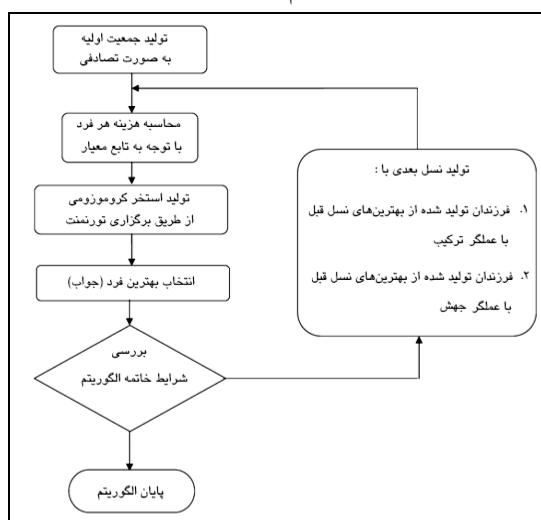 تولید جمعیت اولیه
به صورت تصادفی
محاسبه هزینه هر فرد
با توجه به تابع معیار
تولید استخر کروموزومی
از طریق برگزاری تورنمنت
انتخاب بهترین فرد (جواب)
بررسی
شرایط خاتمه الگوریتم
پایان الگوریتم
تولید نسل بعدی با :
۱. فرزندان تولید شده از بهترین‌های نسل قبل
با عملگر ترکیب
۲. فرزندان تولید شده از بهترین‌های نسل قبل
با عملگر جهش